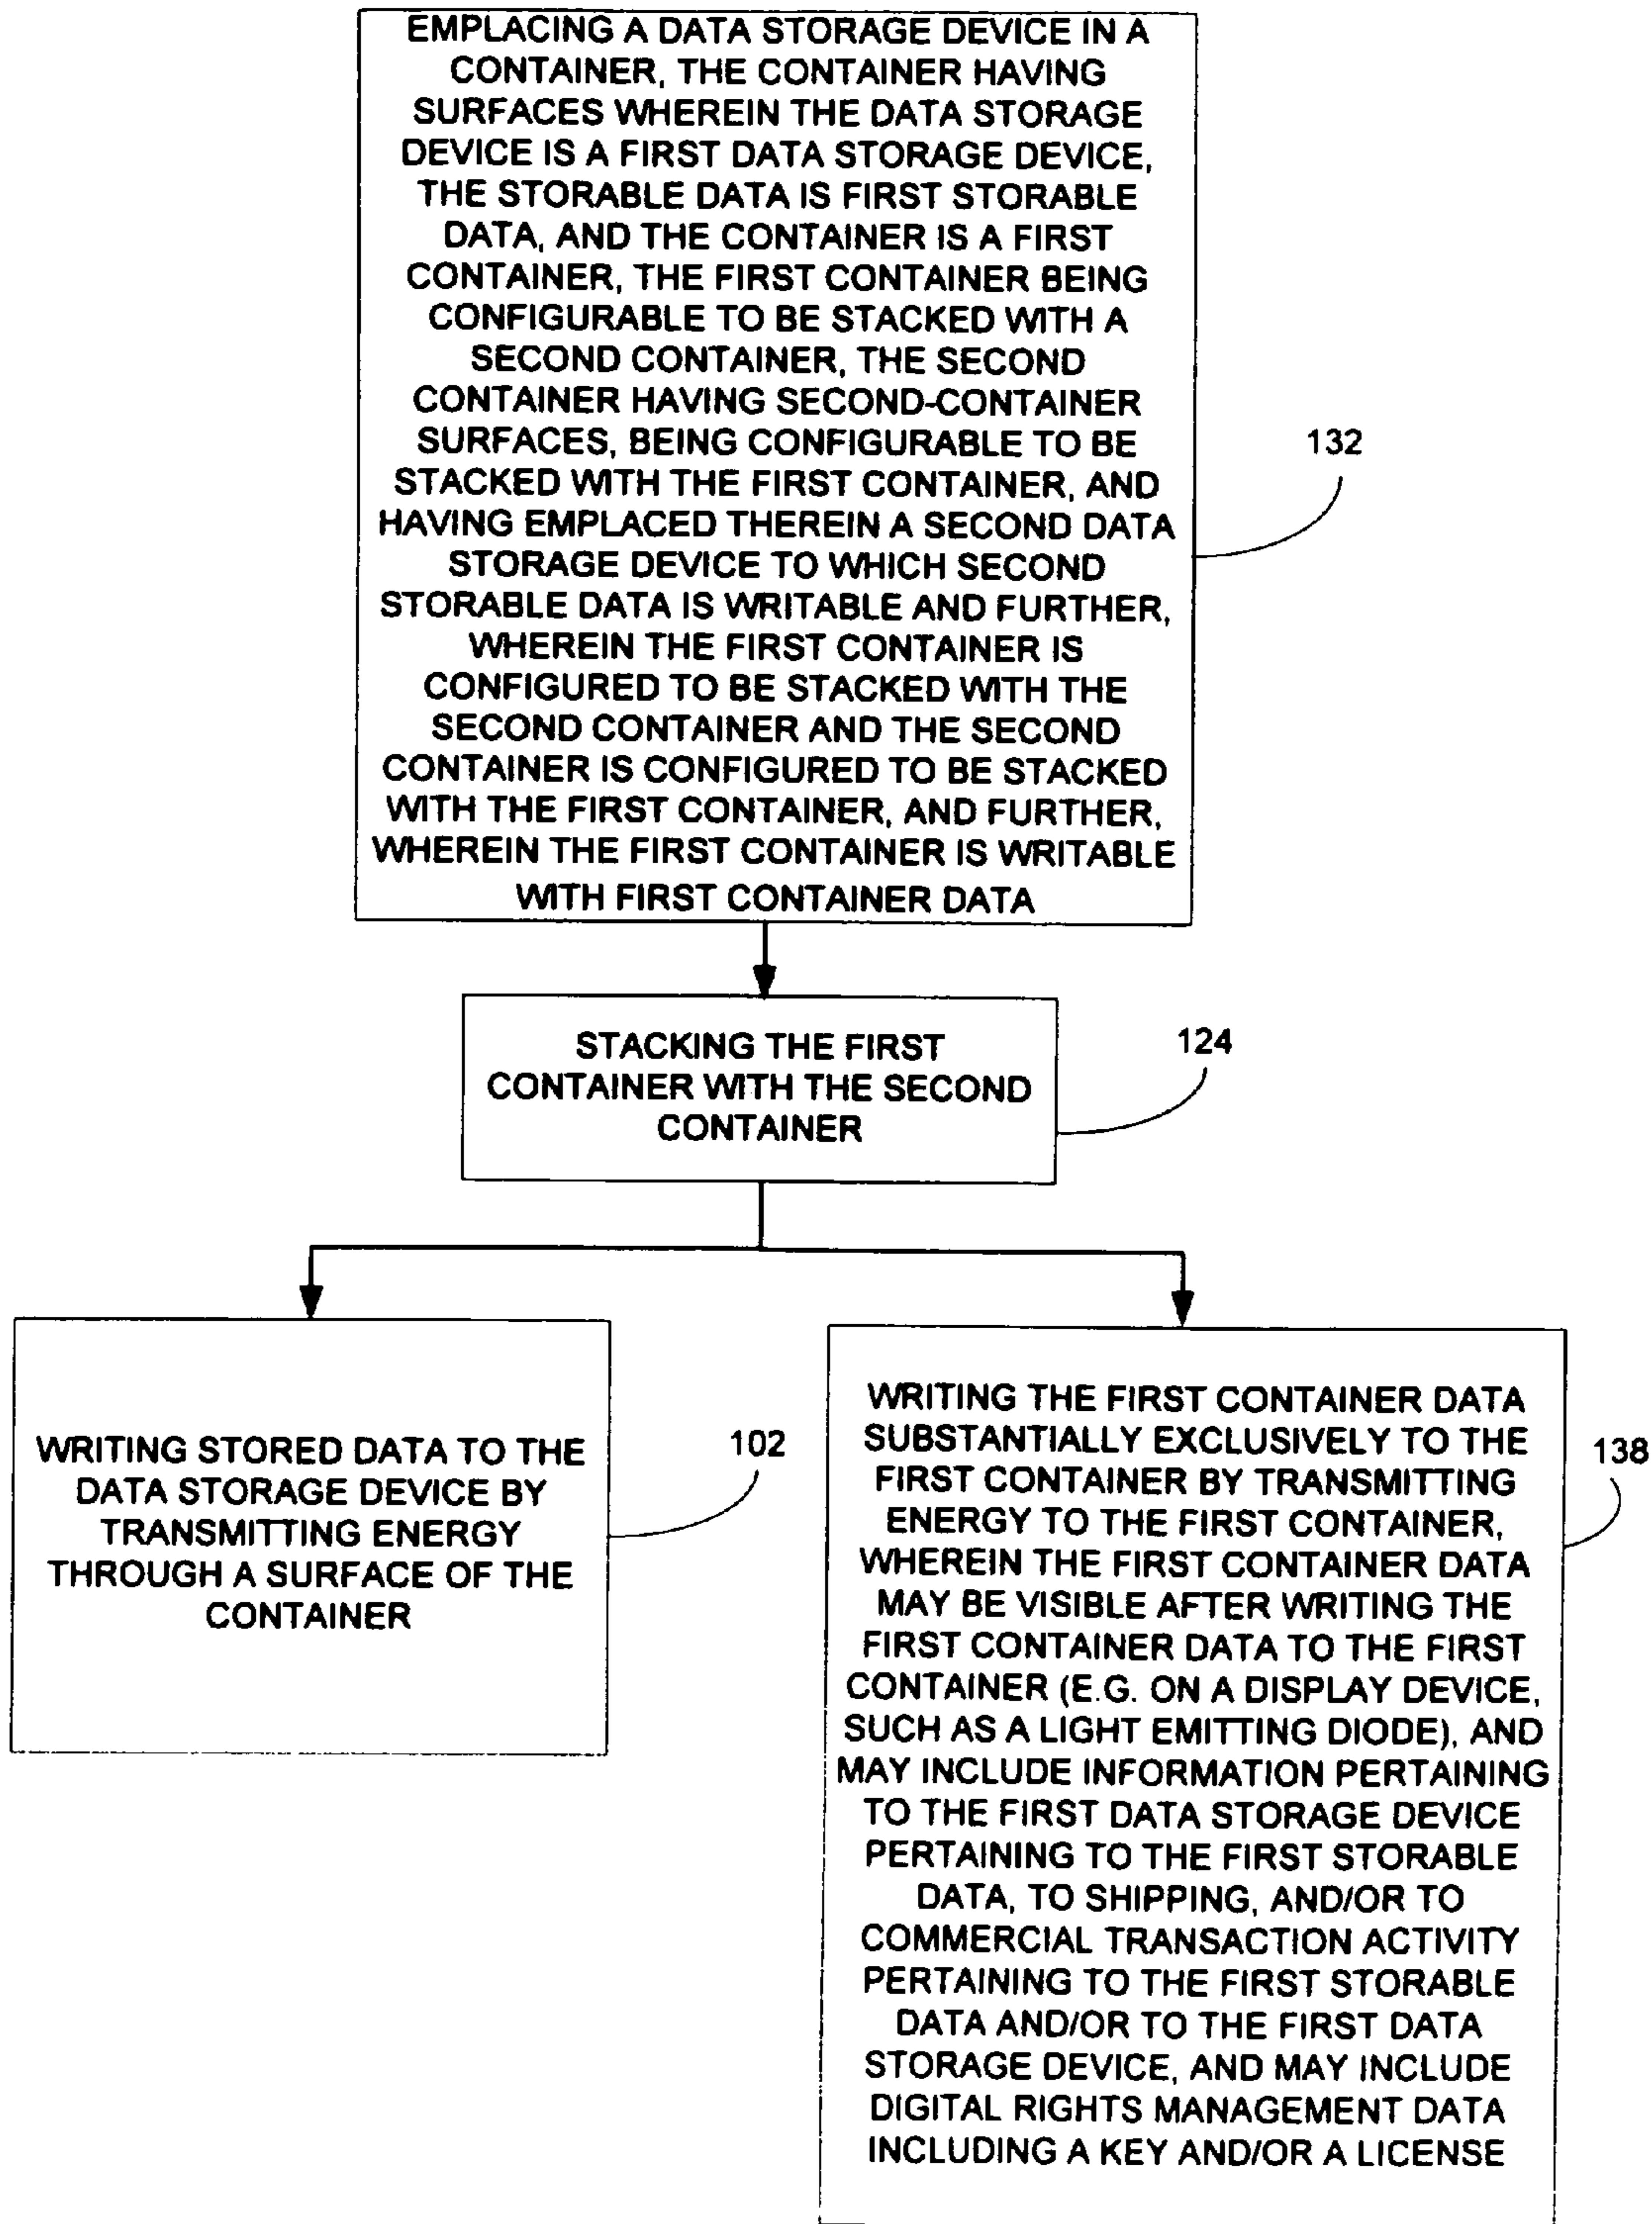 EMPLACING A DATA STORAGE DEVICE IN A
CONTAINER, THE CONTAINER HAVING
SURFACES WHEREIN THE DATA STORAGE
DEVICE IS A FIRST DATA STORAGE DEVICE,
THE STORABLE DATA IS FIRST STORABLE
DATA, AND THE CONTAINER IS A FIRST
CONTAINER, THE FIRST CONTAINER BEING
CONFIGURABLE TO BE STACKED WITH A
SECOND CONTAINER, THE SECOND
CONTAINER HAVING SECOND-CONTAINER
SURFACES, BEING CONFIGURABLE TO BE
STACKED WITH THE FIRST CONTAINER, AND
HAVING EMPLACED THEREIN A SECOND DATA
STORAGE DEVICE TO WHICH SECOND
STORABLE DATA IS WRITABLE AND FURTHER,
WHEREIN THE FIRST CONTAINER IS
CONFIGURED TO BE STACKED WITH THE
SECOND CONTAINER AND THE SECOND
CONTAINER IS CONFIGURED TO BE STACKED
WITH THE FIRST CONTAINER, AND FURTHER,
WHEREIN THE FIRST CONTAINER IS WRITABLE
WITH FIRST CONTAINER DATA
132
STACKING THE FIRST
CONTAINER WITH THE SECOND
CONTAINER
124
WRITING STORED DATA TO THE
DATA STORAGE DEVICE BY
TRANSMITTING ENERGY
THROUGH A SURFACE OF THE
CONTAINER
102
WRITING THE FIRST CONTAINER DATA
SUBSTANTIALLY EXCLUSIVELY TO THE
FIRST CONTAINER BY TRANSMITTING
ENERGY TO THE FIRST CONTAINER,
WHEREIN THE FIRST CONTAINER DATA
MAY BE VISIBLE AFTER WRITING THE
FIRST CONTAINER DATA TO THE FIRST
CONTAINER (E.G. ON A DISPLAY DEVICE,
SUCH AS A LIGHT EMITTING DIODE), AND
MAY INCLUDE INFORMATION PERTAINING
TO THE FIRST DATA STORAGE DEVICE
PERTAINING TO THE FIRST STORABLE
DATA, TO SHIPPING, AND/OR TO
COMMERCIAL TRANSACTION ACTIVITY
PERTAINING TO THE FIRST STORABLE
DATA AND/OR TO THE FIRST DATA
STORAGE DEVICE, AND MAY INCLUDE
DIGITAL RIGHTS MANAGEMENT DATA
INCLUDING A KEY AND/OR A LICENSE
138